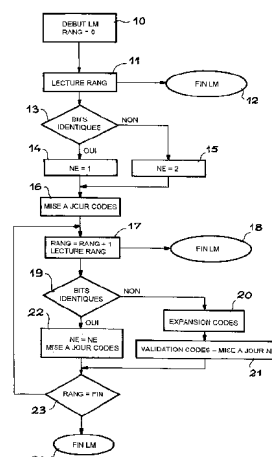 DEBUT LM
RANG = 0
10
11
LECTURE RANG
FIN LM
12
13
BITS
IDENTIQUES
NON
OUI
14
15
NE = 1
NE = 2
16
MISE A JOUR CODES
17
RANG = RANG + 1
LECTURE RANG
FIN LM
18
19
BITS
IDENTIQUES
NON
20
OUI
22
EXPANSION CODES
NE = NE
MISE A JOUR CODES
VALIDATION CODES – MISE A JOUR NE
21
RANG = FIN
23
FIN LM